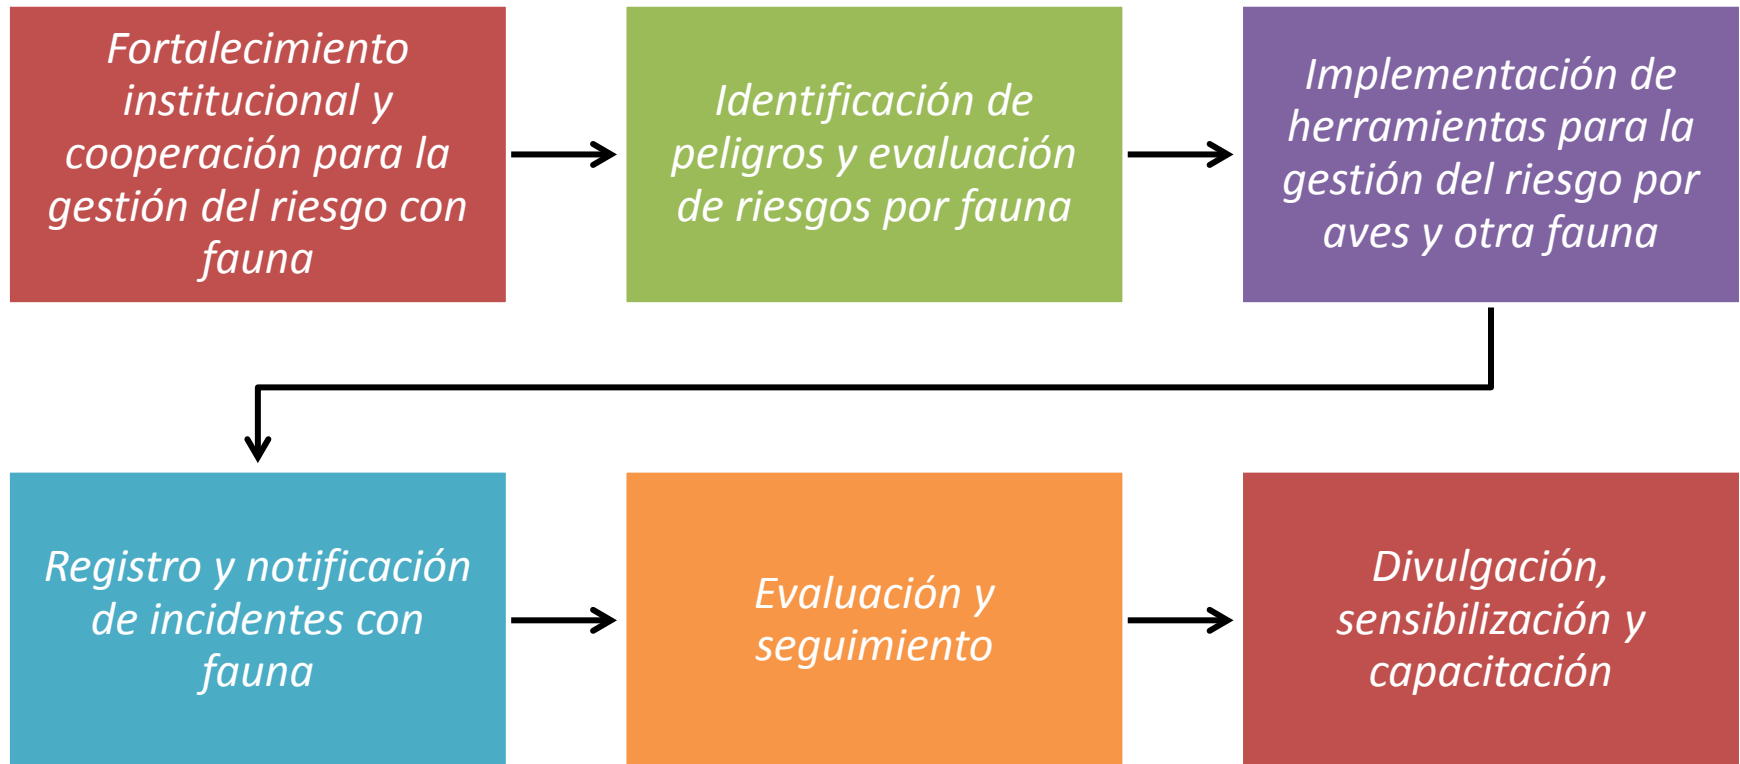 Fortalecimiento
institucional y
cooperación para la
gestión del riesgo con
fauna
Identificación de
peligros y evaluación
de riesgos por fauna
Implementación de
herramientas para la
gestión del riesgo por
aves y otra fauna
Registro y notificación
de incidentes con
fauna
Evaluación y
seguimiento
Divulgación,
sensibilización y
capacitación